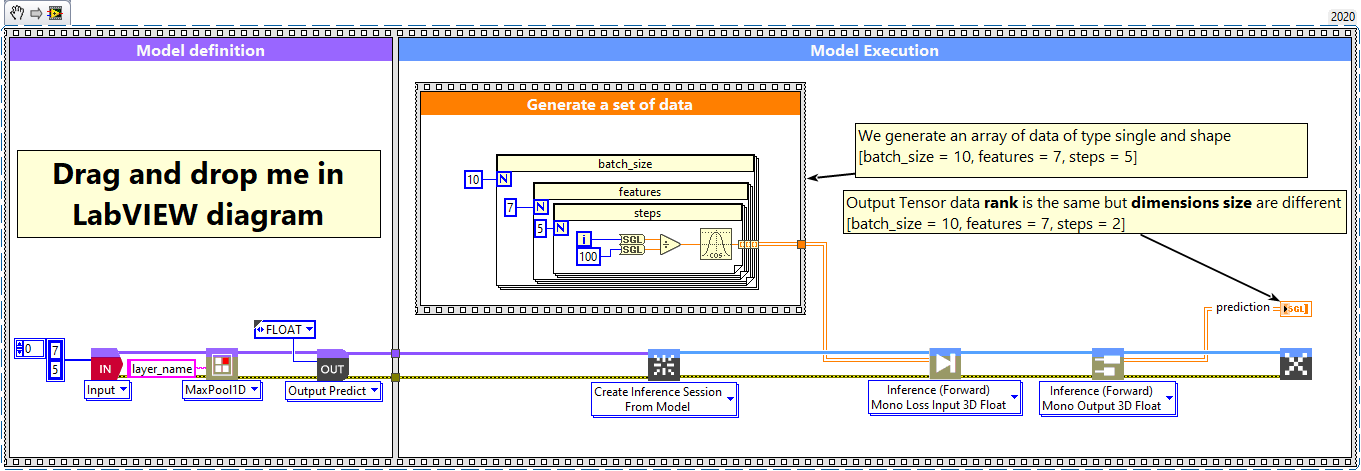 2020
Model definition
Model Execution
Generate a set of data
We generate an array of data of type single and shape
[batch_size = 10, features = 7, steps = 5]
Drag and drop me in
LabVIEW diagram
batch_size
10
N
features
7
N
steps
5
N
i
SGL
100
SGL
COS
Output Tensor data rank is the same but dimensions size are different
[batch_size = 10, features = 7, steps = 2]
prediction
SGL
FLOAT
0
7
5
IN
layer_name
OUT
Input
MaxPool1D
Output Predict
Create Inference Session
From Model
Inference (Forward)
Mono Loss Input 3D Float
Inference (Forward)
Mono Output 3D Float